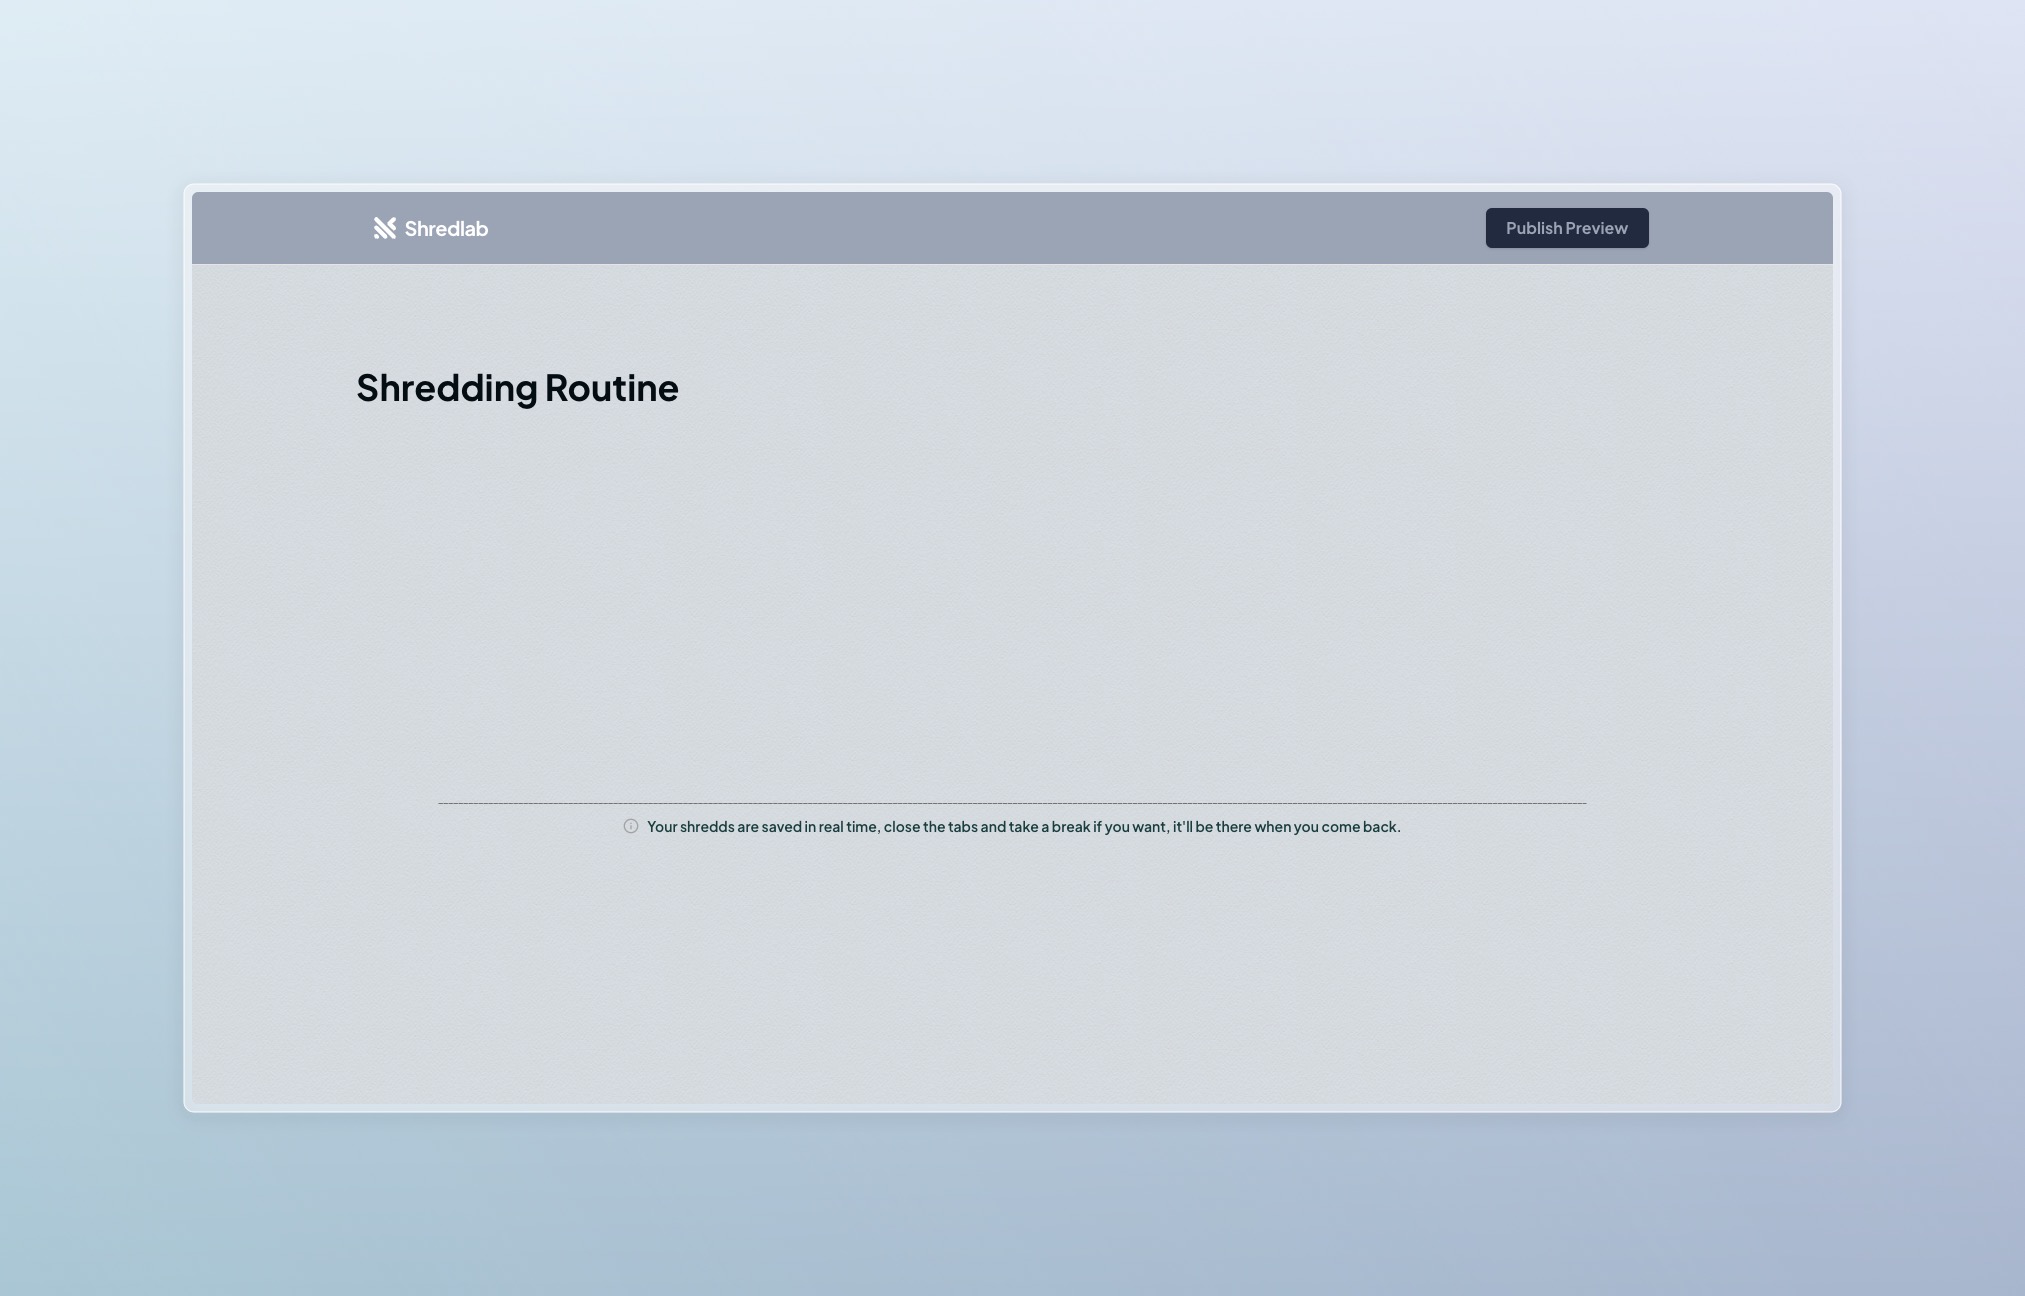 Shredlab
Publish Preview
Shredding Routine
Your shredds are saved in real time, close the tabs and take a break if you want, it'll be there when you come back.